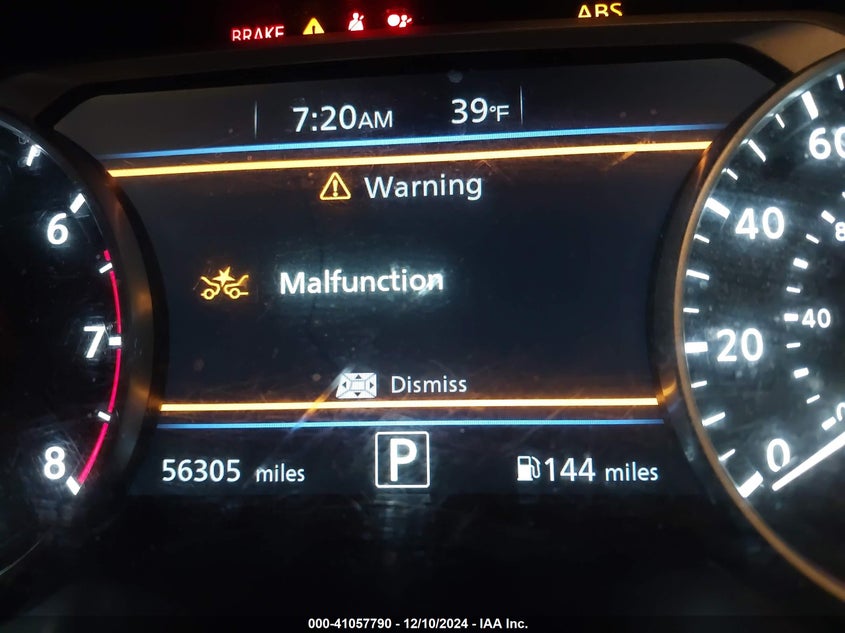 BRAKE
ABS
7:20AM 39°F
Warning
Malfunction
Dismiss
56305 miles
P
144 miles
6
7
8
60
40
20
0
40
000-41057790 - 12/10/2024 - IAA Inc.